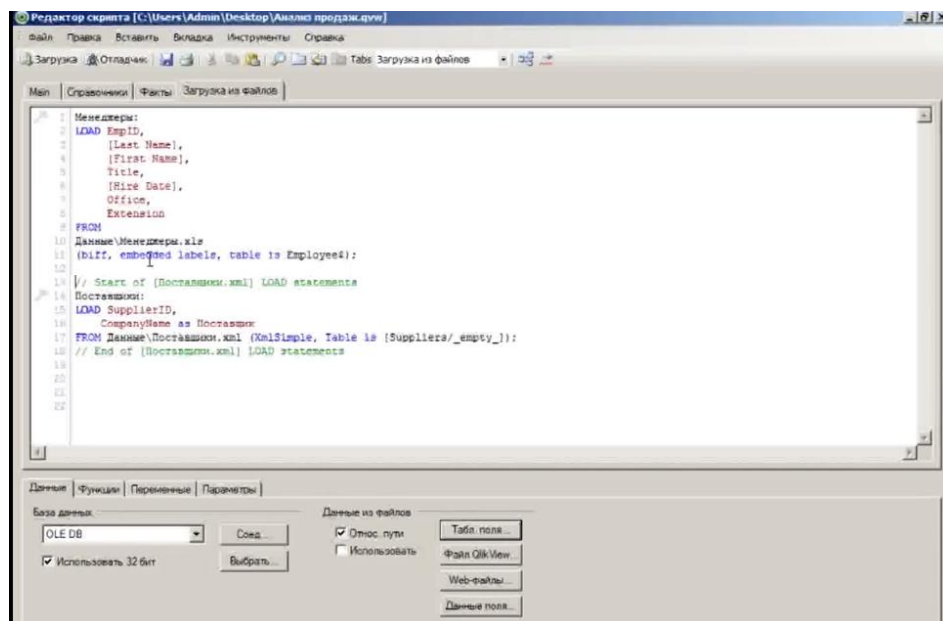 Редактор скрипта [C:\Users\Admin\Desktop\Анализ продаж.qvw]
Файл Правка Вставить Вкладка Инструменты Справка
Загрузка Отладчик Tabs Загрузка из файлов
Main Справочники Факты Загрузка из файлов
1 Менеджеры:
2 LOAD EmpID,
3 [Last Name],
4 [First Name],
5 Title,
6 [Hire Date],
7 Office,
8 Extension
9 FROM
10 Данные\Менеджеры.xls
11 (biff, embedded labels, table is Employee$);
12
13 // Start of [Поставщики.xml] LOAD statements
14 Поставщики:
15 LOAD SupplierID,
16 CompanyName as Поставщик
17 FROM Данные\Поставщики.xml (XmlSimple, Table is [Suppliers/_empty_]);
18 // End of [Поставщики.xml] LOAD statements
19
20
21
22
Данные Функции Переменные Параметры
База данных Данные из файлов
OLE DB Соед... Относ. пути Табл. поля...
Использовать 32 бит Выбрать... Использовать Файл QlikView...
Web-файлы...
Данные поля...